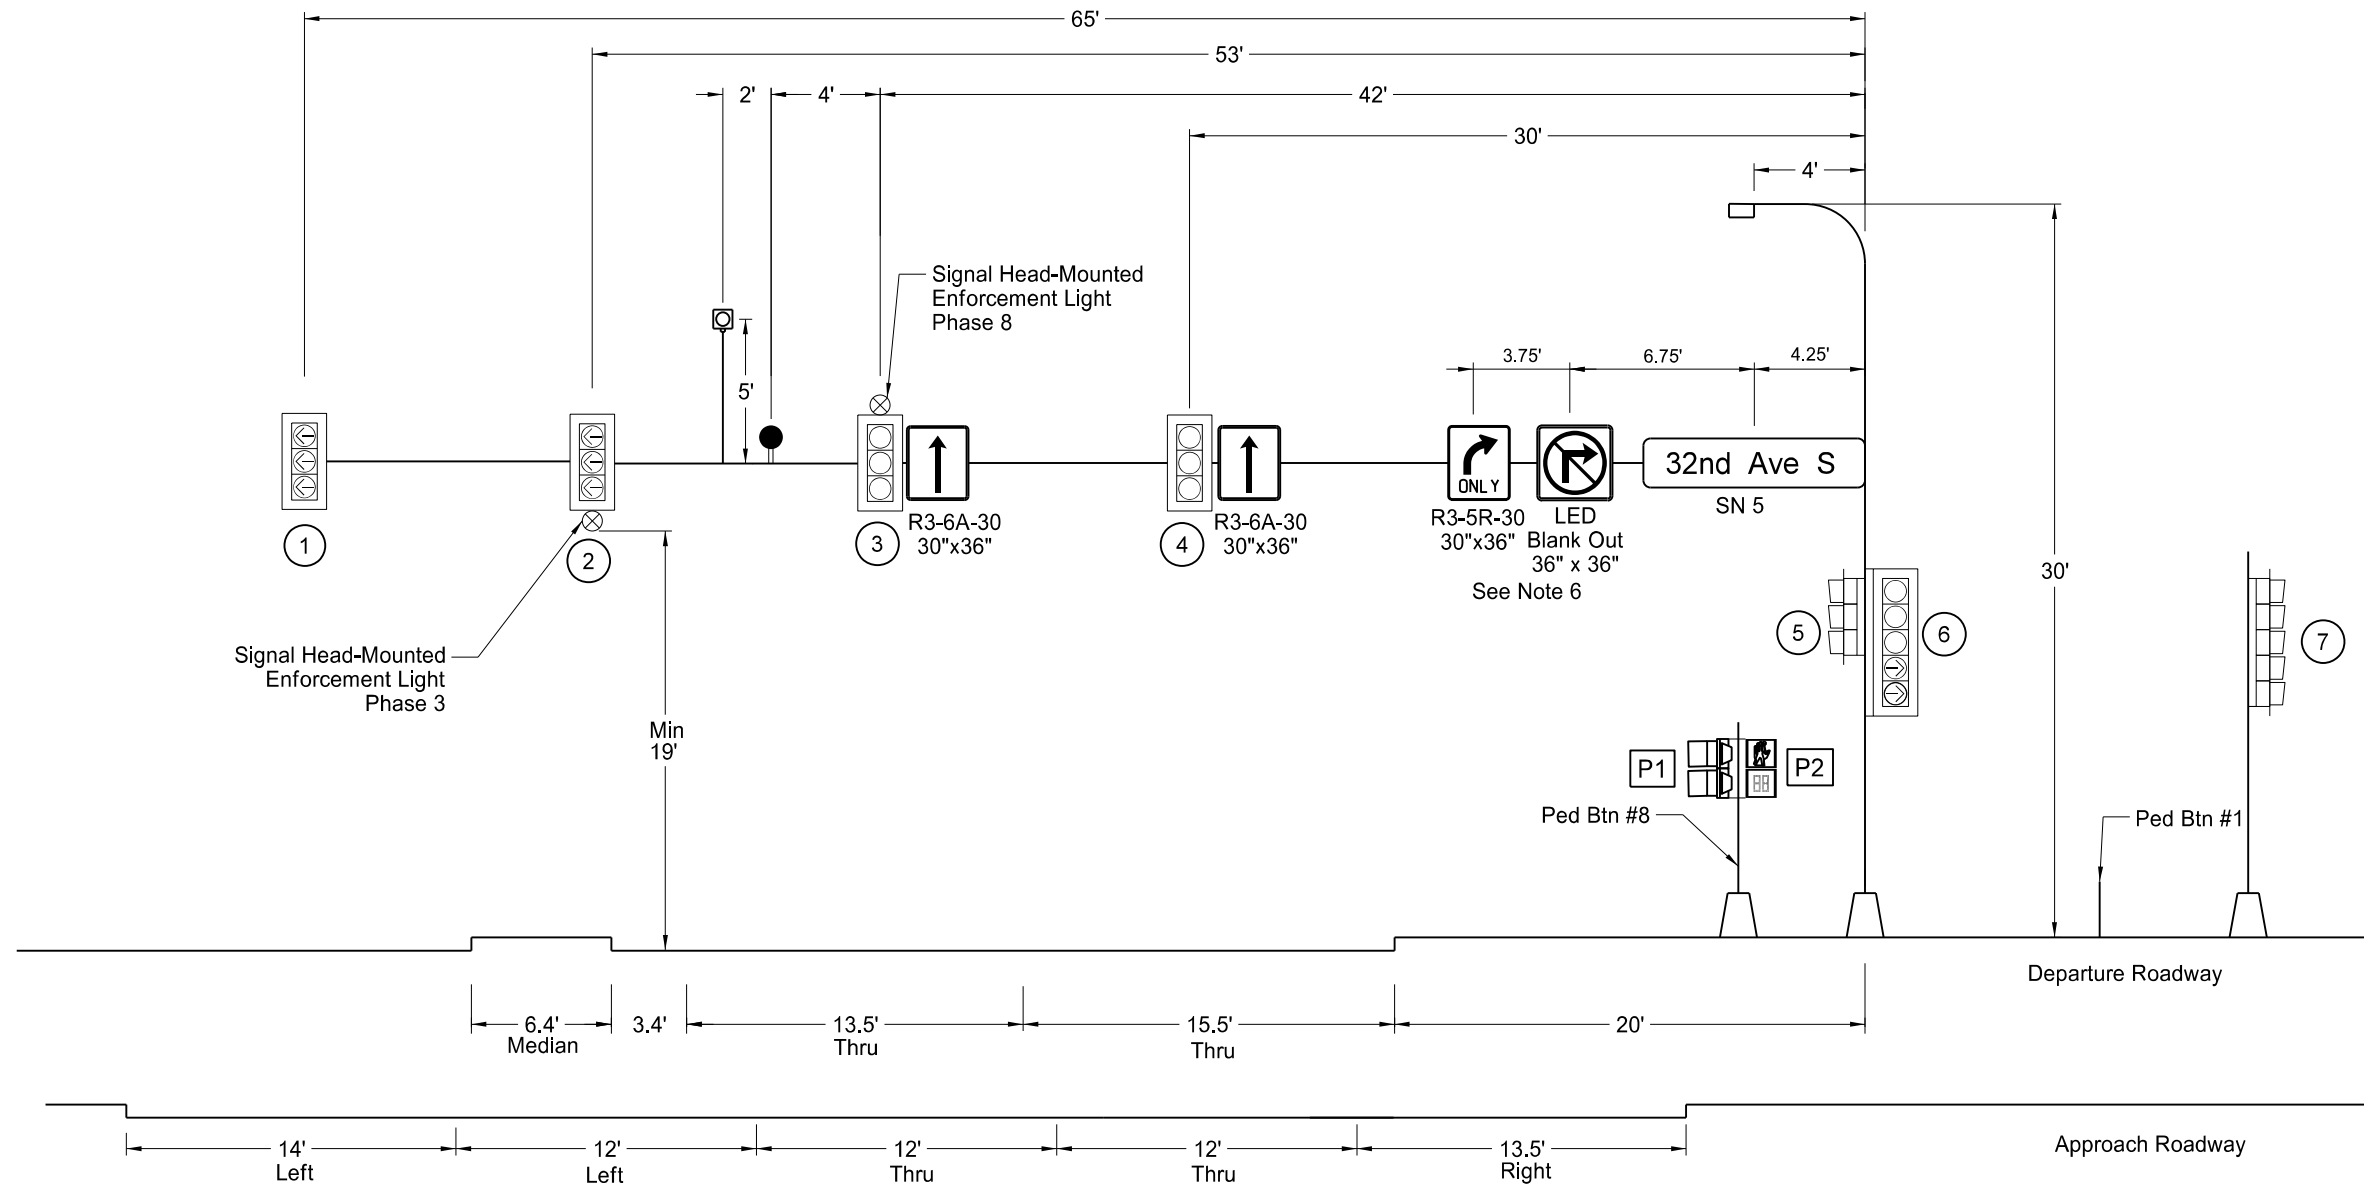 65'
53'
2'
4'
42'
30'
4'
Signal Head-Mounted
Enforcement Light
Phase 8
3.75'
6.75'
4.25'
5'
ONLY
32nd Ave S
SN 5
R3-6A-30
30"x36"
R3-6A-30
30"x36"
R3-5R-30
30"x36"
LED
Blank Out
36" x 36"
See Note 6
1
2
3
4
30'
5
6
7
Signal Head-Mounted
Enforcement Light
Phase 3
Min
19'
P1
88
P2
Ped Btn #8
Ped Btn #1
Departure Roadway
6.4'
Median
3.4'
13.5'
Thru
15.5'
Thru
20'
14'
Left
12'
Left
12'
Thru
12'
Thru
13.5'
Right
Approach Roadway